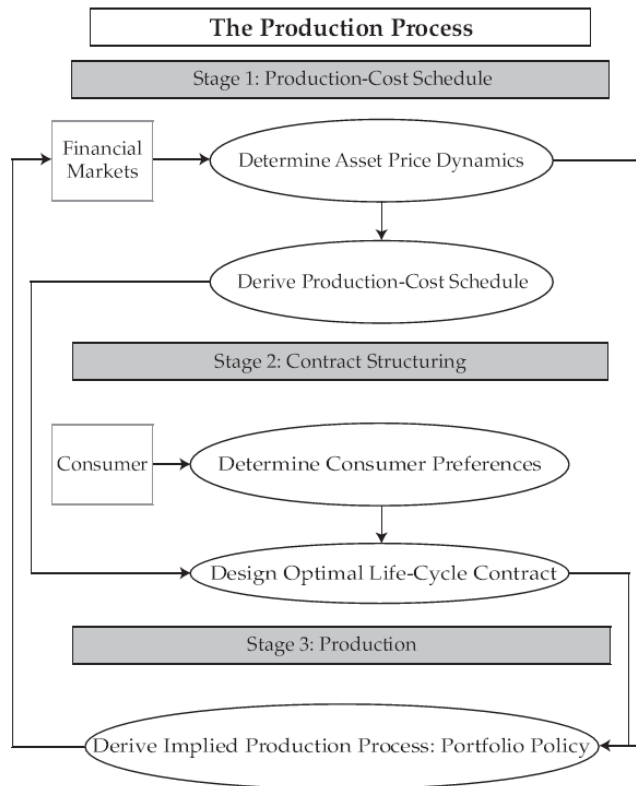 The Production Process
Stage 1: Production-Cost Schedule
Financial
Markets
Determine Asset Price Dynamics
Derive Production-Cost Schedule
Stage 2: Contract Structuring
Consumer
Determine Consumer Preferences
Design Optimal Life-Cycle Contract
Stage 3: Production
Derive Implied Production Process: Portfolio Policy